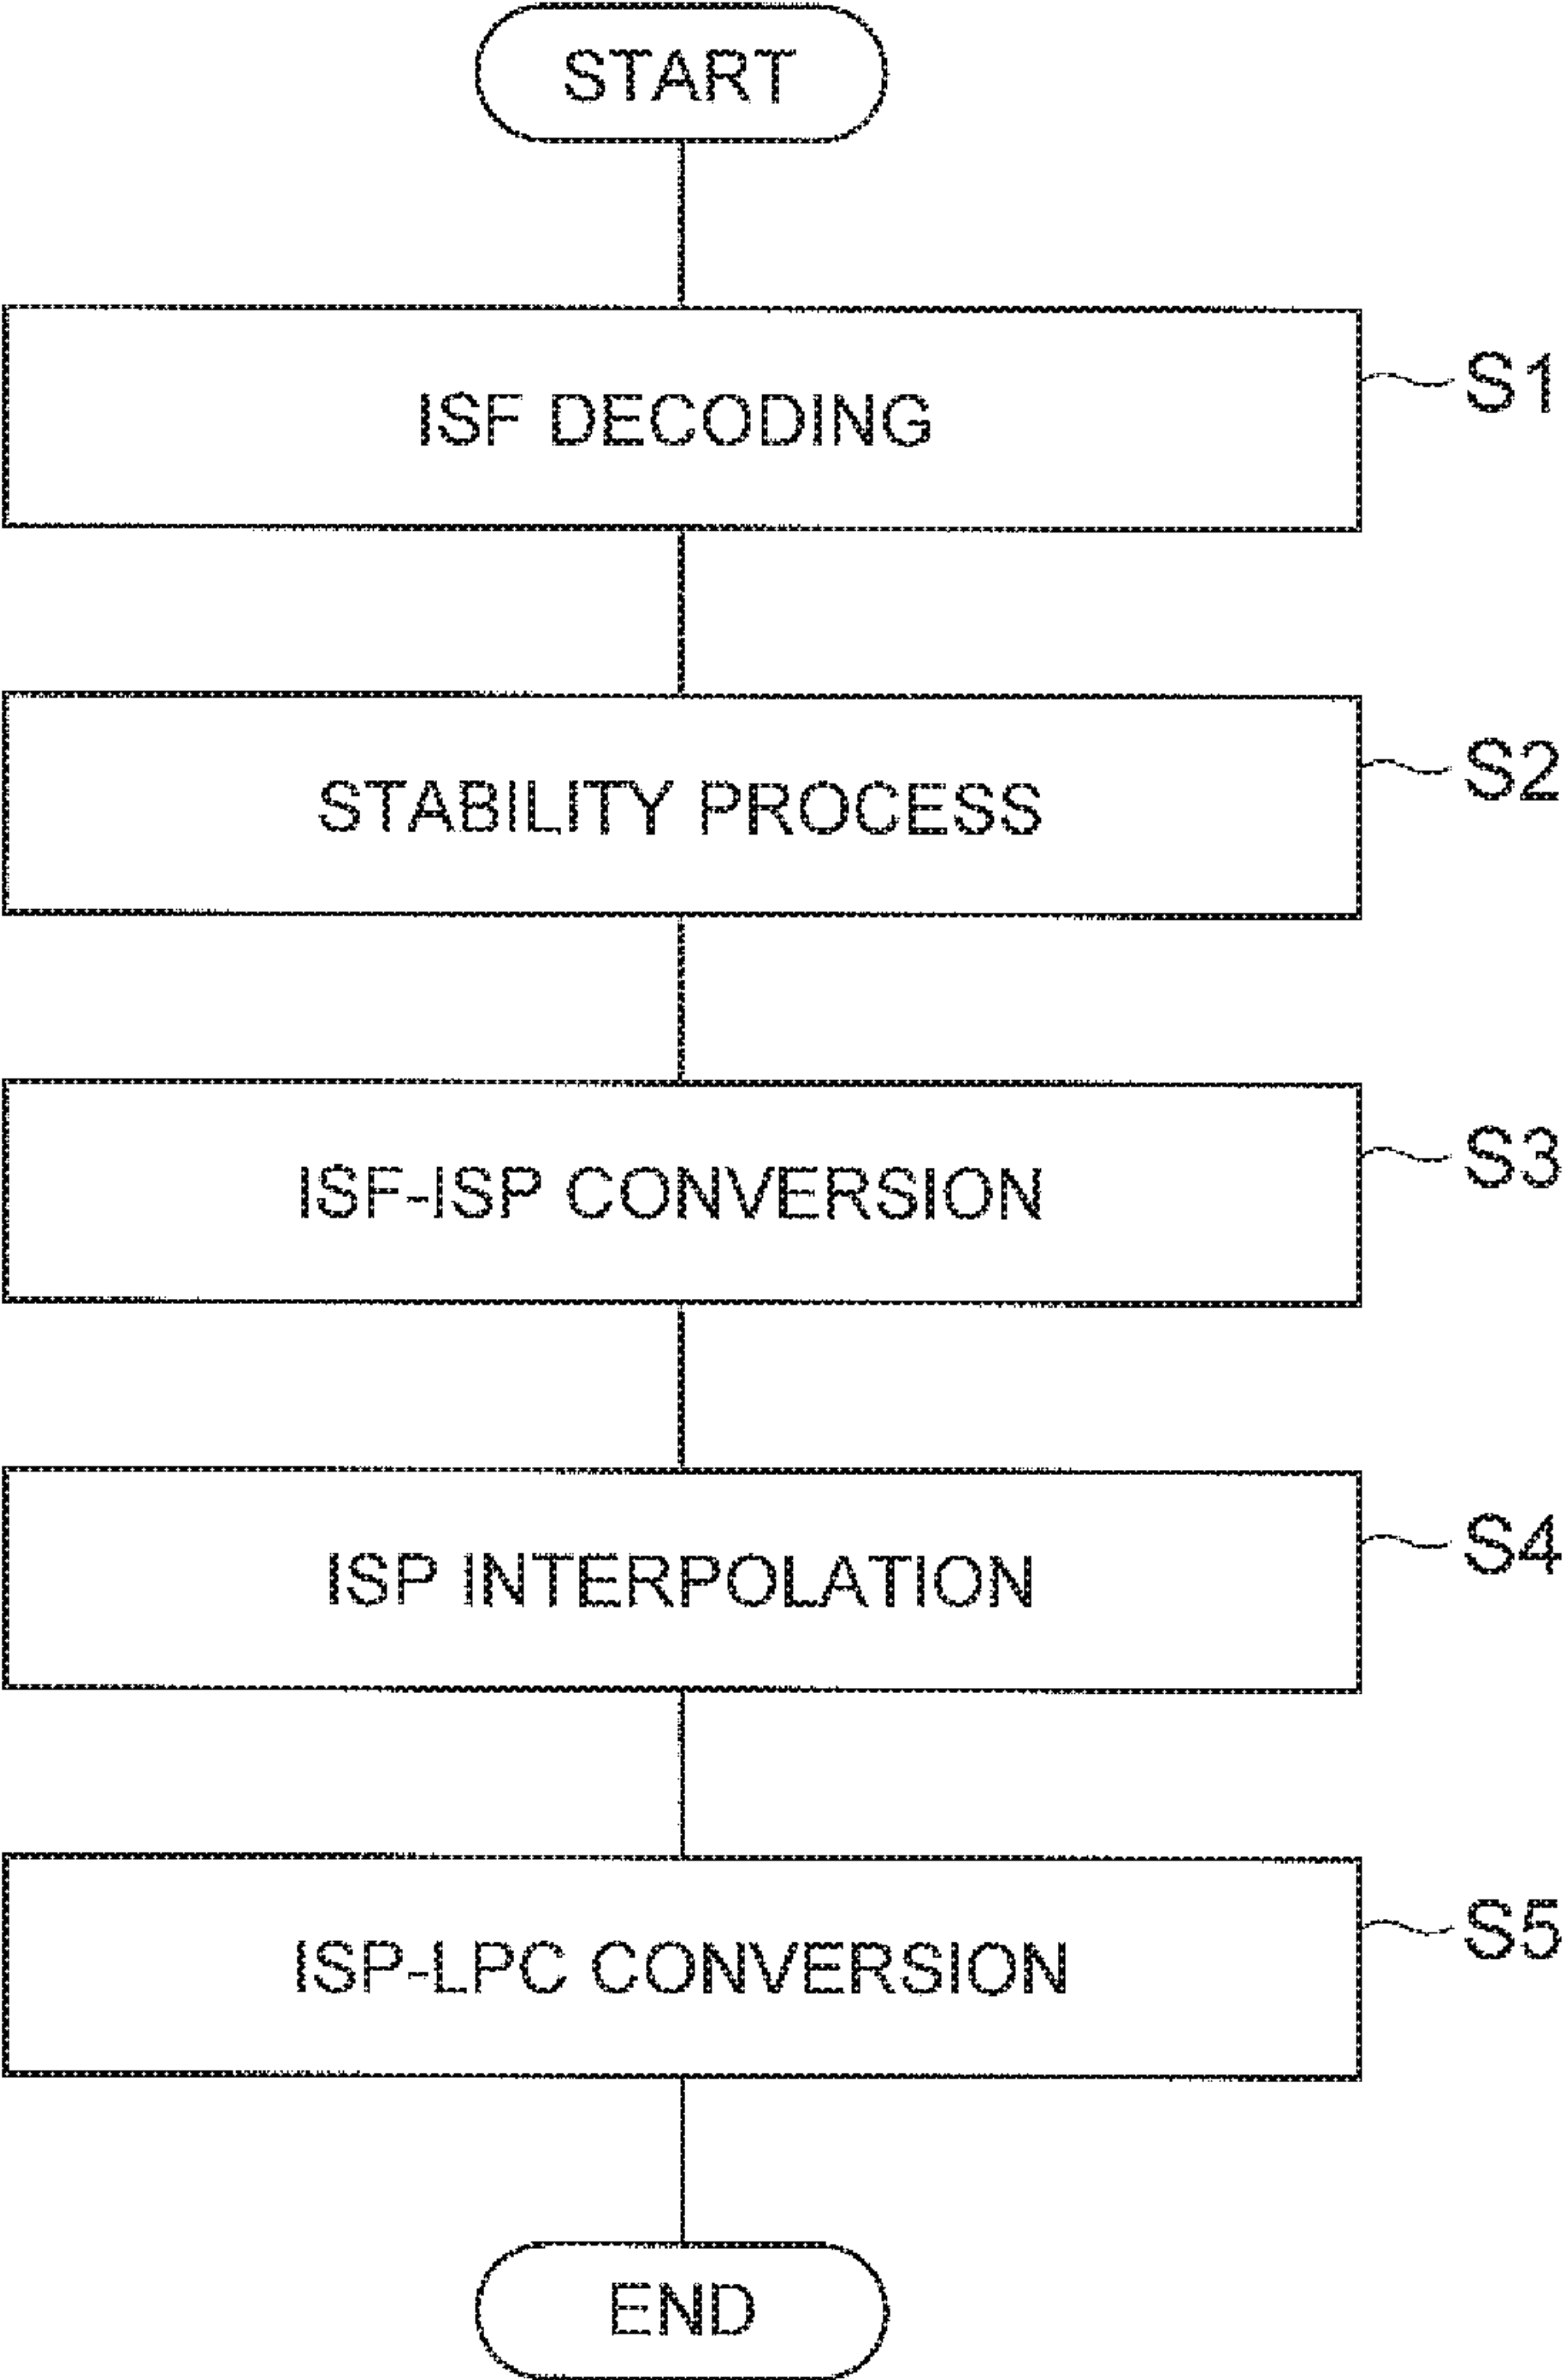 START
ISF DECODING S1
STABILITY PROCESS S2
ISF-ISP CONVERSION S3
ISP INTERPOLATION S4
ISP-LPC CONVERSION S5
END